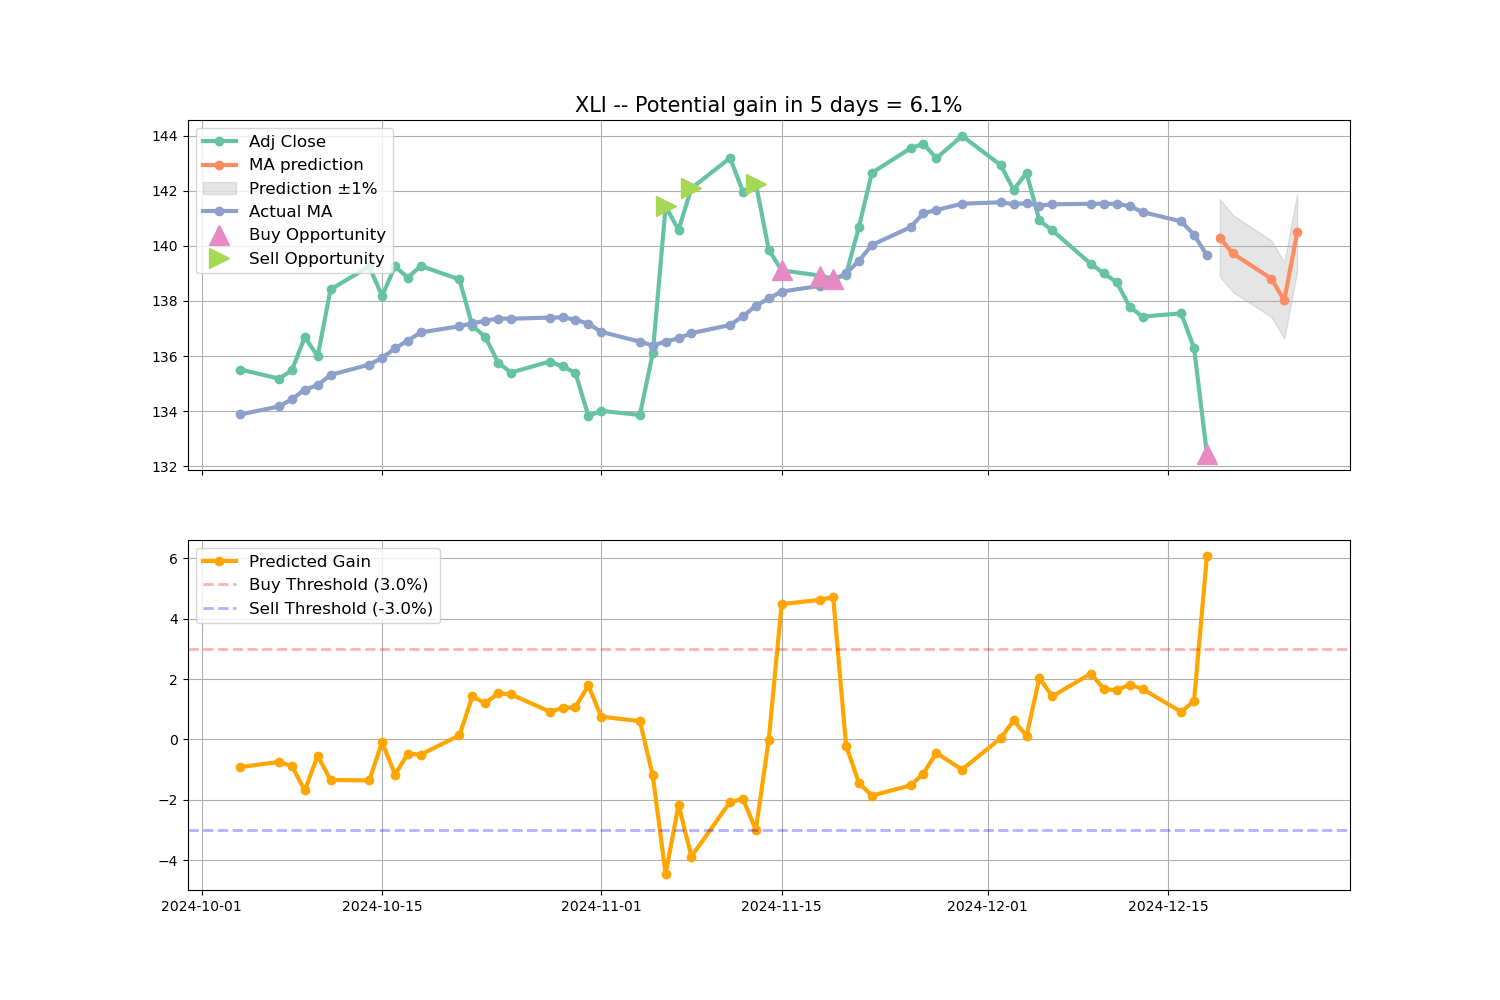 XLI -- Potential gain in 5 days = 6.1%
144
142
140
138
136
134
132
Adj Close
MA prediction
Prediction ±1%
Actual MA
Buy Opportunity
Sell Opportunity
6
4
2
0
−2
−4
Predicted Gain
Buy Threshold (3.0%)
Sell Threshold (-3.0%)
2024-10-01
2024-10-15
2024-11-01
2024-11-15
2024-12-01
2024-12-15